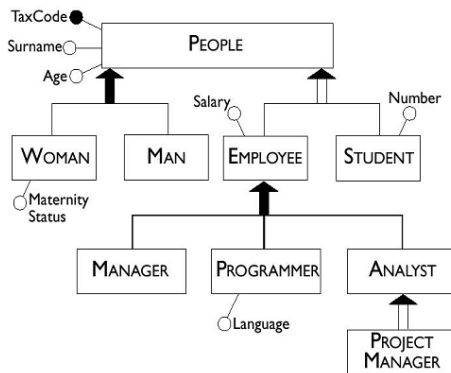 TaxCode
PEOPLE
Surname
Age
Salary
Number
WOMAN
MAN
EMPLOYEE
STUDENT
Maternity
Status
MANAGER
PROGRAMMER
ANALYST
Language
PROJECT
MANAGER